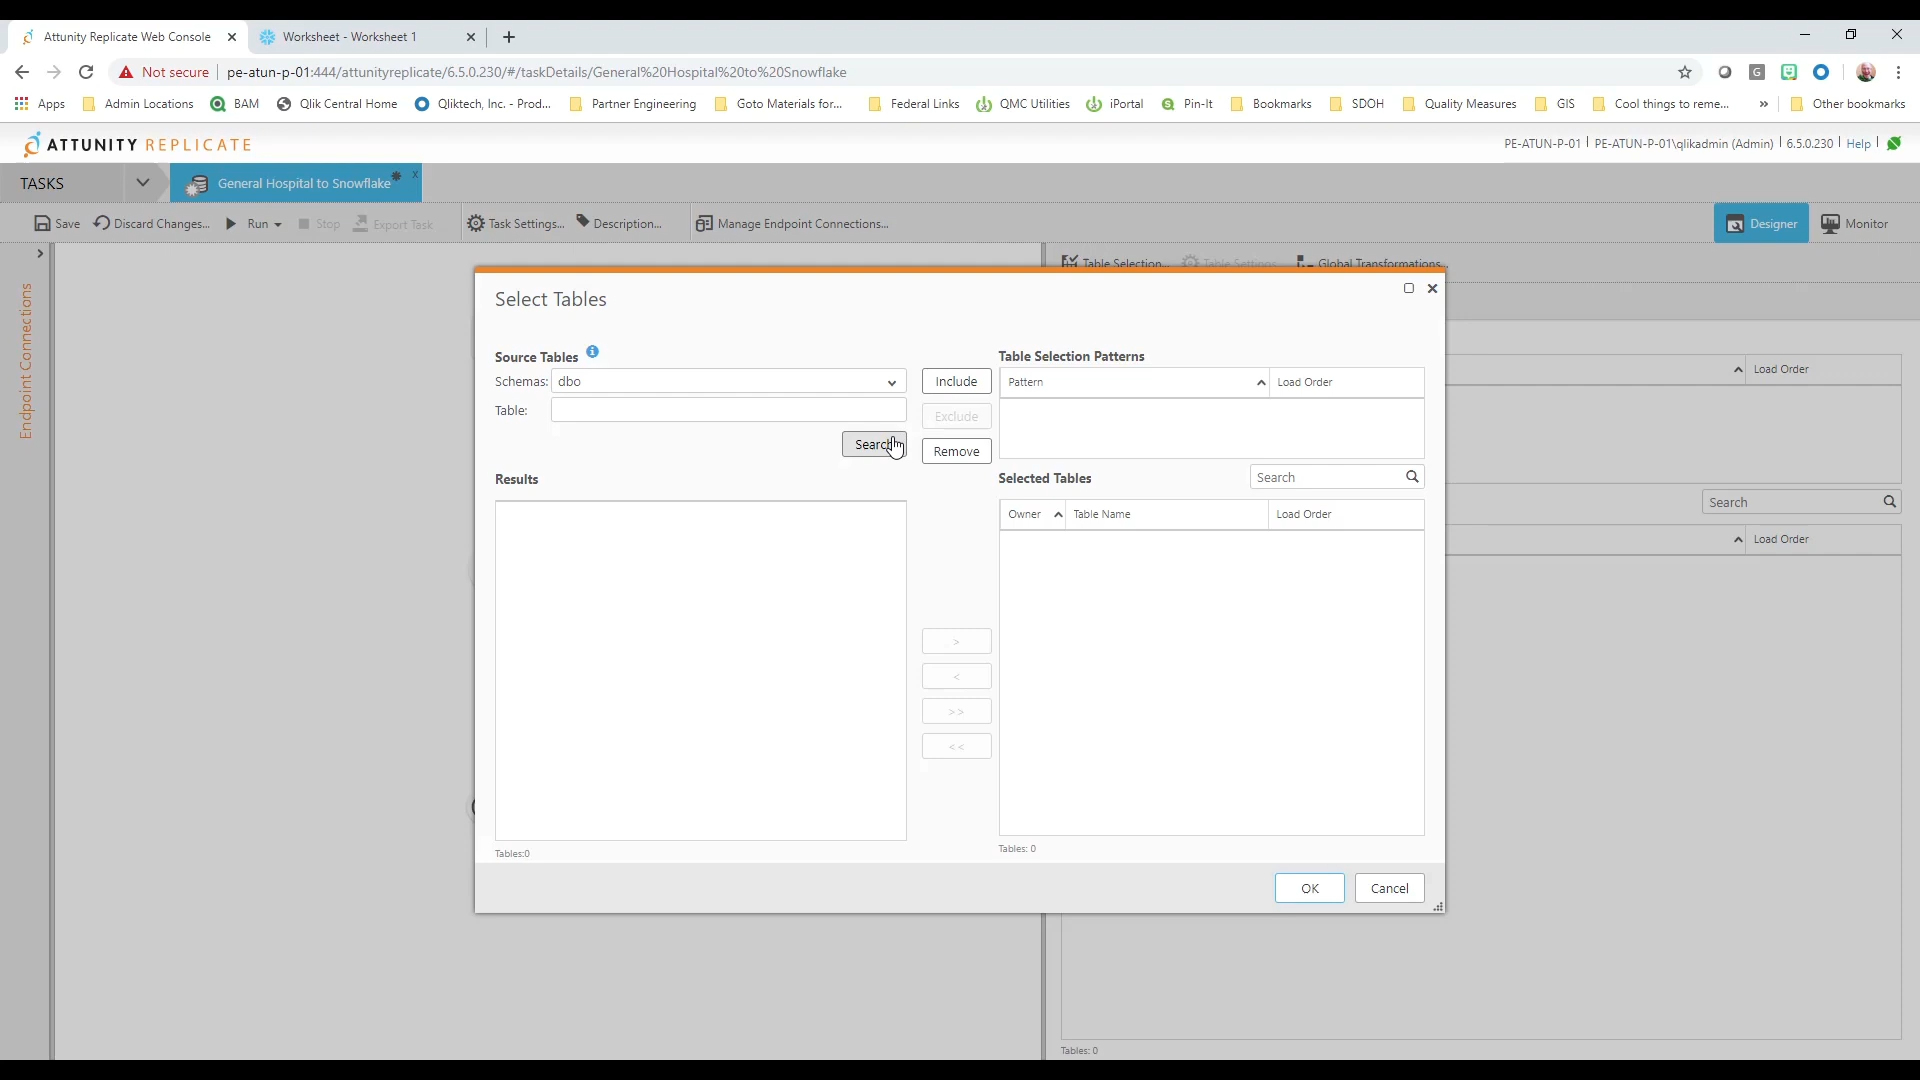 Attunity Replicate Web Console
Worksheet - Worksheet 1
Not secure
pe-atun-p-01:444/attunityreplicate/6.5.0.230/#/taskDetails/General%20Hospital%20to%20Snowflake
Apps
Admin Locations
BAM
Qlik Central Home
Qliktech, Inc. - Prod...
Partner Engineering
Goto Materials for...
Federal Links
QMC Utilities
iPortal
Pin-It
Bookmarks
SDOH
Quality Measures
GIS
Cool things to reme...
»
Other bookmarks
ATTUNITY REPLICATE
PE-ATUN-P-01 | PE-ATUN-P-01\qlikadmin (Admin) | 6.5.0.230 | Help |
TASKS
General Hospital to Snowflake
x
Save
Discard Changes...
Run
Stop
Export Task
Task Settings...
Description...
Manage Endpoint Connections...
Designer
Monitor
Endpoint Connections
Table Selection...
Table Settings
Global Transformations...
Select Tables
Source Tables
Schemas:
dbo
Table:
Search
Include
Exclude
Remove
Results
>
<
>>
<<
Tables:0
Table Selection Patterns
Pattern
Load Order
Selected Tables
Search
Owner
Table Name
Load Order
Tables: 0
OK
Cancel
Load Order
Search
Load Order
Tables: 0